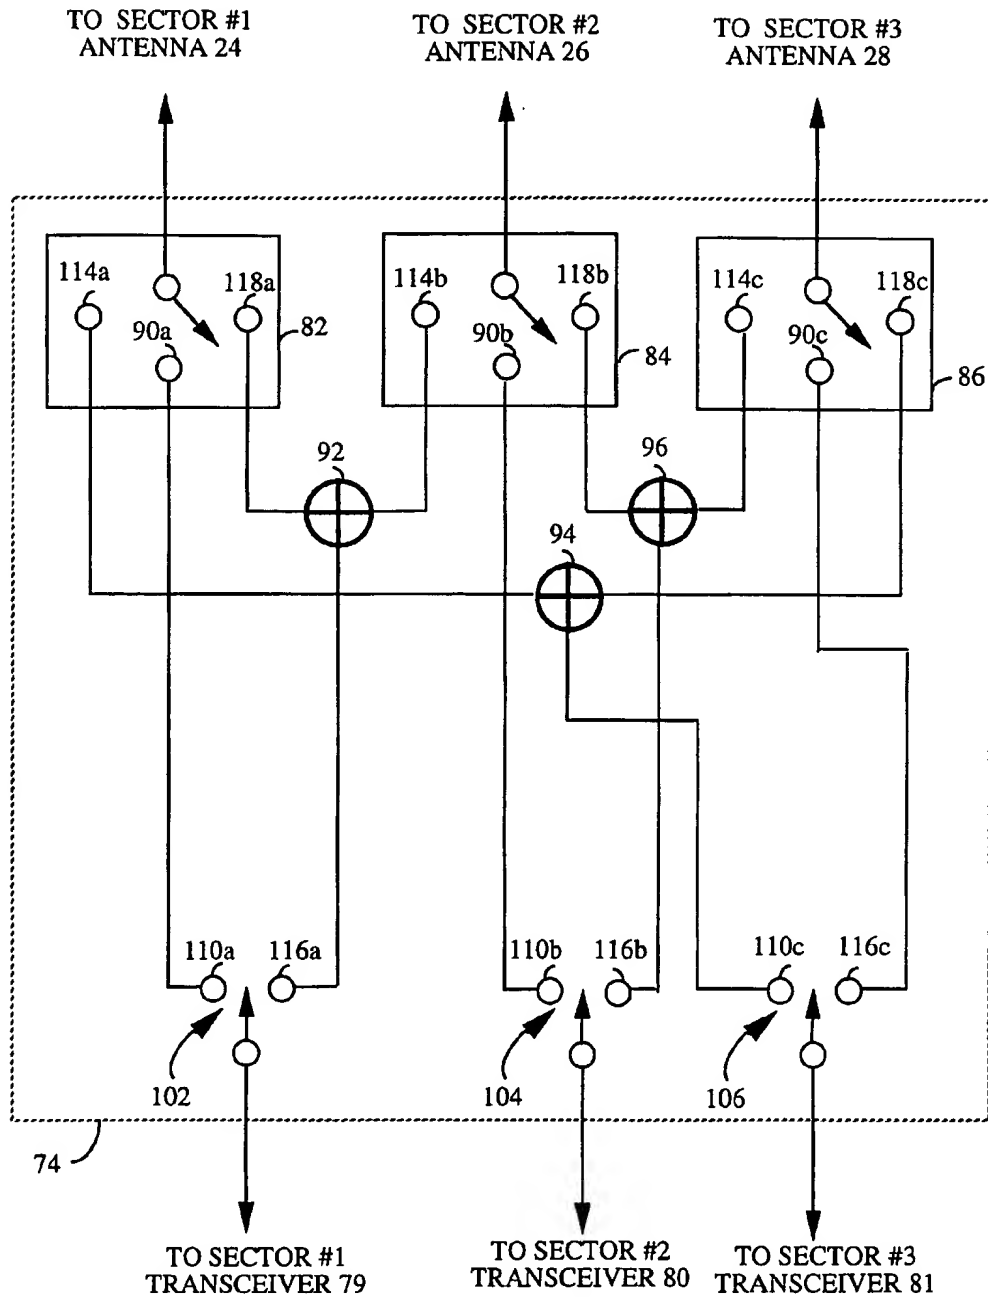 TO SECTOR #1
ANTENNA 24
TO SECTOR #2
ANTENNA 26
TO SECTOR #3
ANTENNA 28
114a
118a
90a
82
114b
118b
90b
84
114c
118c
90c
86
92
96
94
110a
116a
110b
116b
110c
116c
102
104
106
74
TO SECTOR #1
TRANSCEIVER 79
TO SECTOR #2
TRANSCEIVER 80
TO SECTOR #3
TRANSCEIVER 81